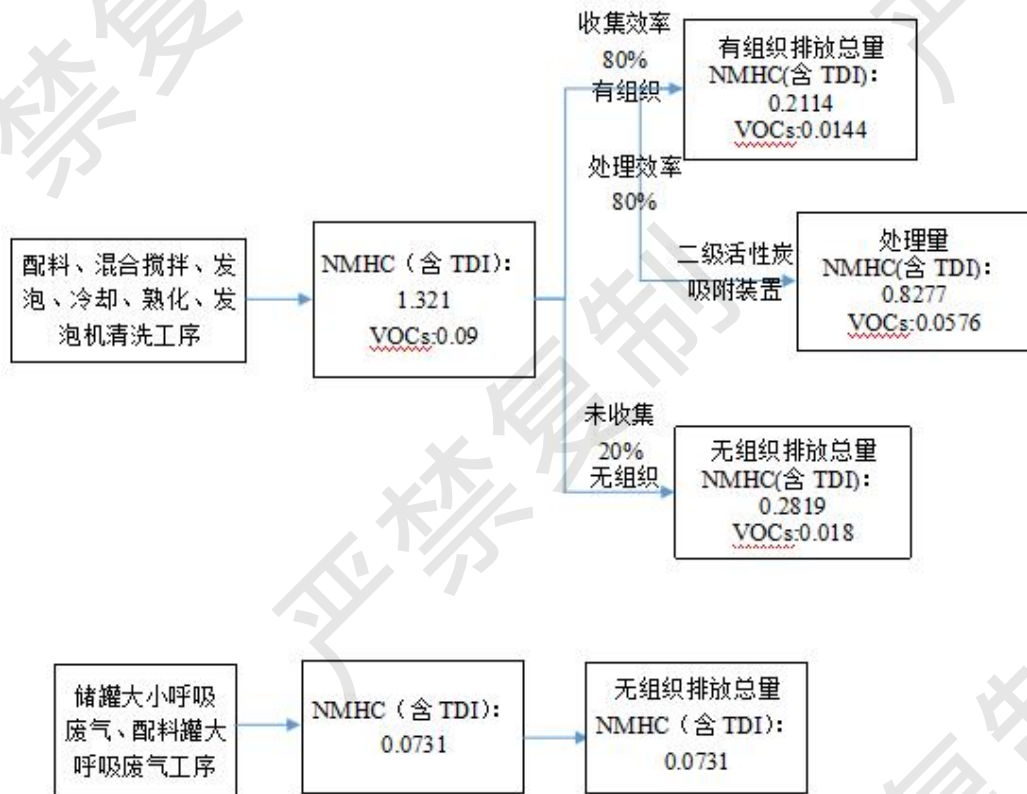 收集效率
80%
有组织
有组织排放总量
NMHC(含 TDI)：
0.2114
VOCs:0.0144
处理效率
80%
配料、混合搅拌、发
泡、冷却、熟化、发
泡机清洗工序
NMHC（含 TDI）：
1.321
VOCs:0.09
二级活性炭
吸附装置
处理量
NMHC(含 TDI)：
0.8277
VOCs:0.0576
未收集
20%
无组织
无组织排放总量
NMHC(含 TDI)：
0.2819
VOCs:0.018
储罐大小呼吸
废气、配料罐大
呼吸废气工序
NMHC（含 TDI）：
0.0731
无组织排放总量
NMHC（含 TDI）：
0.0731
严禁复制